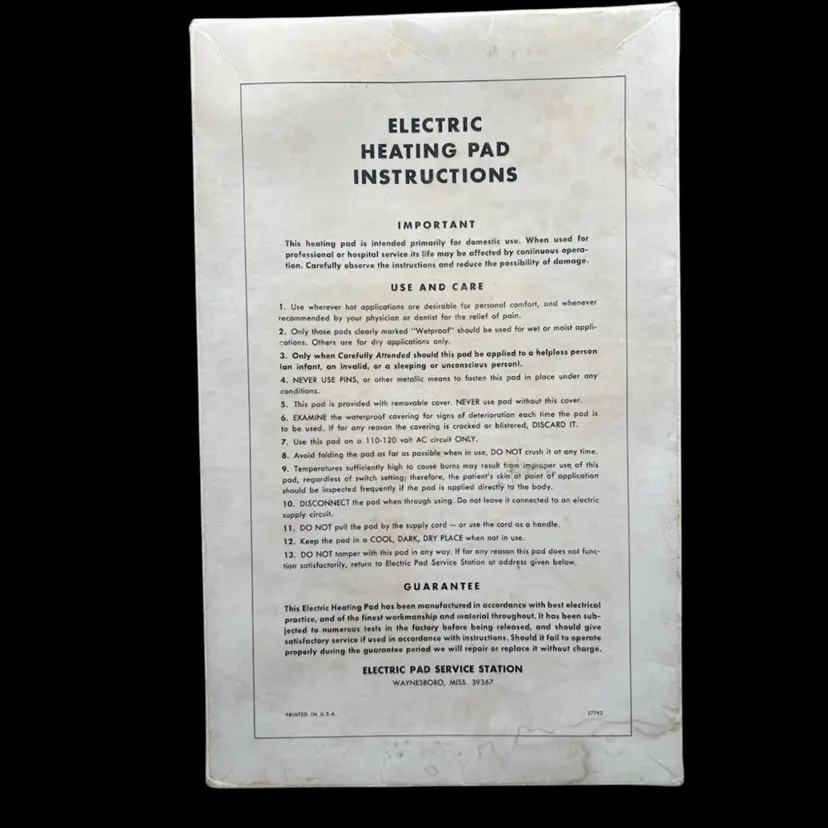 ELECTRIC
HEATING PAD
INSTRUCTIONS
IMPORTANT
This heating pad is intended primarily for domestic use. When used for
professional or hospital service its life may be affected by continuous opera-
tion. Carefully observe the instructions and reduce the possibility of damage.
USE AND CARE
1. Use wherever hot applications are desirable for personal comfort, and whenever
recommended by your physician or dentist for the relief of pain.
2. Only those pads clearly marked "Wetproof" should be used for wet or moist appli-
cations. Others are for dry applications only.
3. Only when Carefully Attended should this pad be applied to a helpless person
(an infant, an invalid, or a sleeping or unconscious person).
4. NEVER USE PINS, or other metallic means to fasten this pad in place under any
conditions.
5. This pad is provided with removable cover. NEVER use pad without this cover.
6. EXAMINE the waterproof covering for signs of deterioration each time the pad is
to be used. If for any reason the covering is cracked or blistered, DISCARD IT.
7. Use this pad on a 110-120 volt AC circuit ONLY.
8. Avoid folding the pad as far as possible when in use, DO NOT crush it at any time.
9. Temperatures sufficiently high to cause burns may result from improper use of this
pad, regardless of switch setting; therefore, the patient's skin at point of application
should be inspected frequently if the pad is applied directly to the body.
10. DISCONNECT the pad when through using. Do not leave it connected to an electric
supply circuit.
11. DO NOT pull the pad by the supply cord — or use the cord as a handle.
12. Keep the pad in a COOL, DARK, DRY PLACE when not in use.
13. DO NOT tamper with this pad in any way. If for any reason this pad does not func-
tion satisfactorily, return to Electric Pad Service Station at address given below.
GUARANTEE
This Electric Heating Pad has been manufactured in accordance with best electrical
practice, and of the finest workmanship and material throughout. It has been sub-
jected to numerous tests in the factory before being released, and should give
satisfactory service if used in accordance with instructions. Should it fail to operate
properly during the guarantee period we will repair or replace it without charge.
ELECTRIC PAD SERVICE STATION
WAYNESBORO, MISS. 39367
PRINTED IN U.S.A. 37792